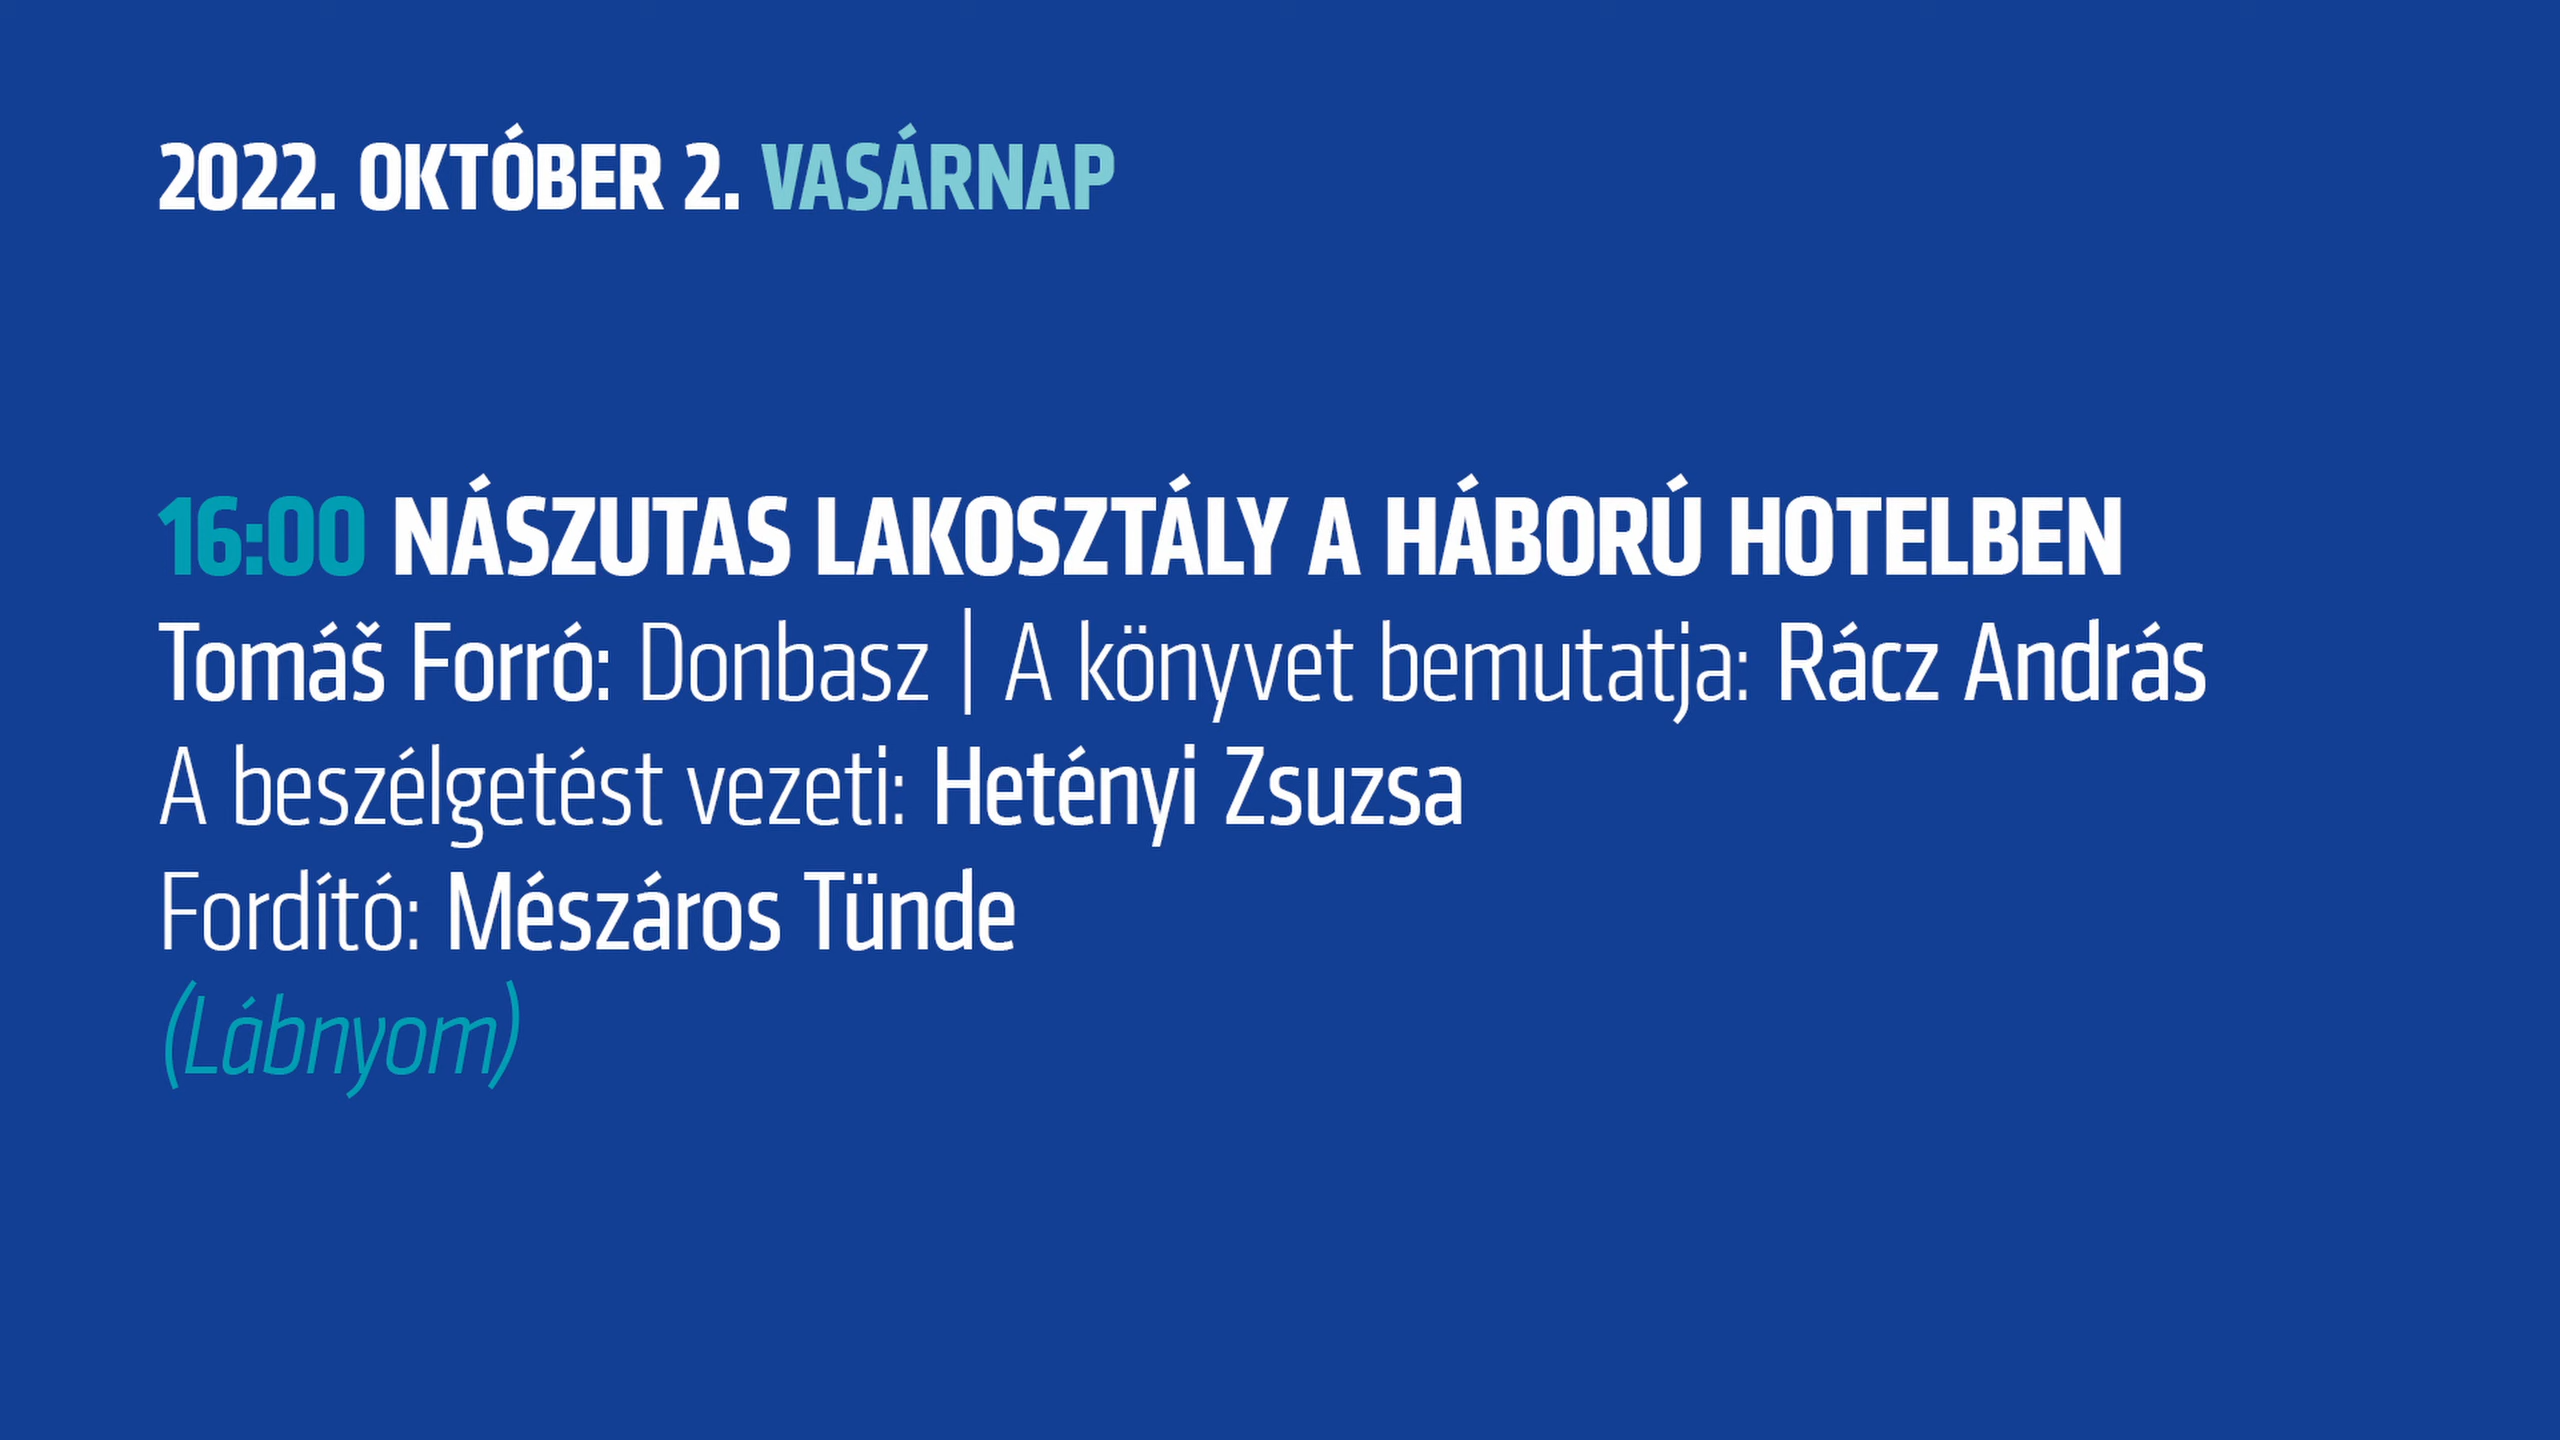 2022. OKTÓBER 2. VASÁRNAP
16:00 NÁSZUTAS LAKOSZTÁLY A HÁBORÚ HOTELBEN
Tomáš Forró: Donbasz | A könyvet bemutatja: Rácz András
A beszélgetést vezeti: Hetényi Zsuzsa
Fordító: Mészáros Tünde
(Lábnyom)